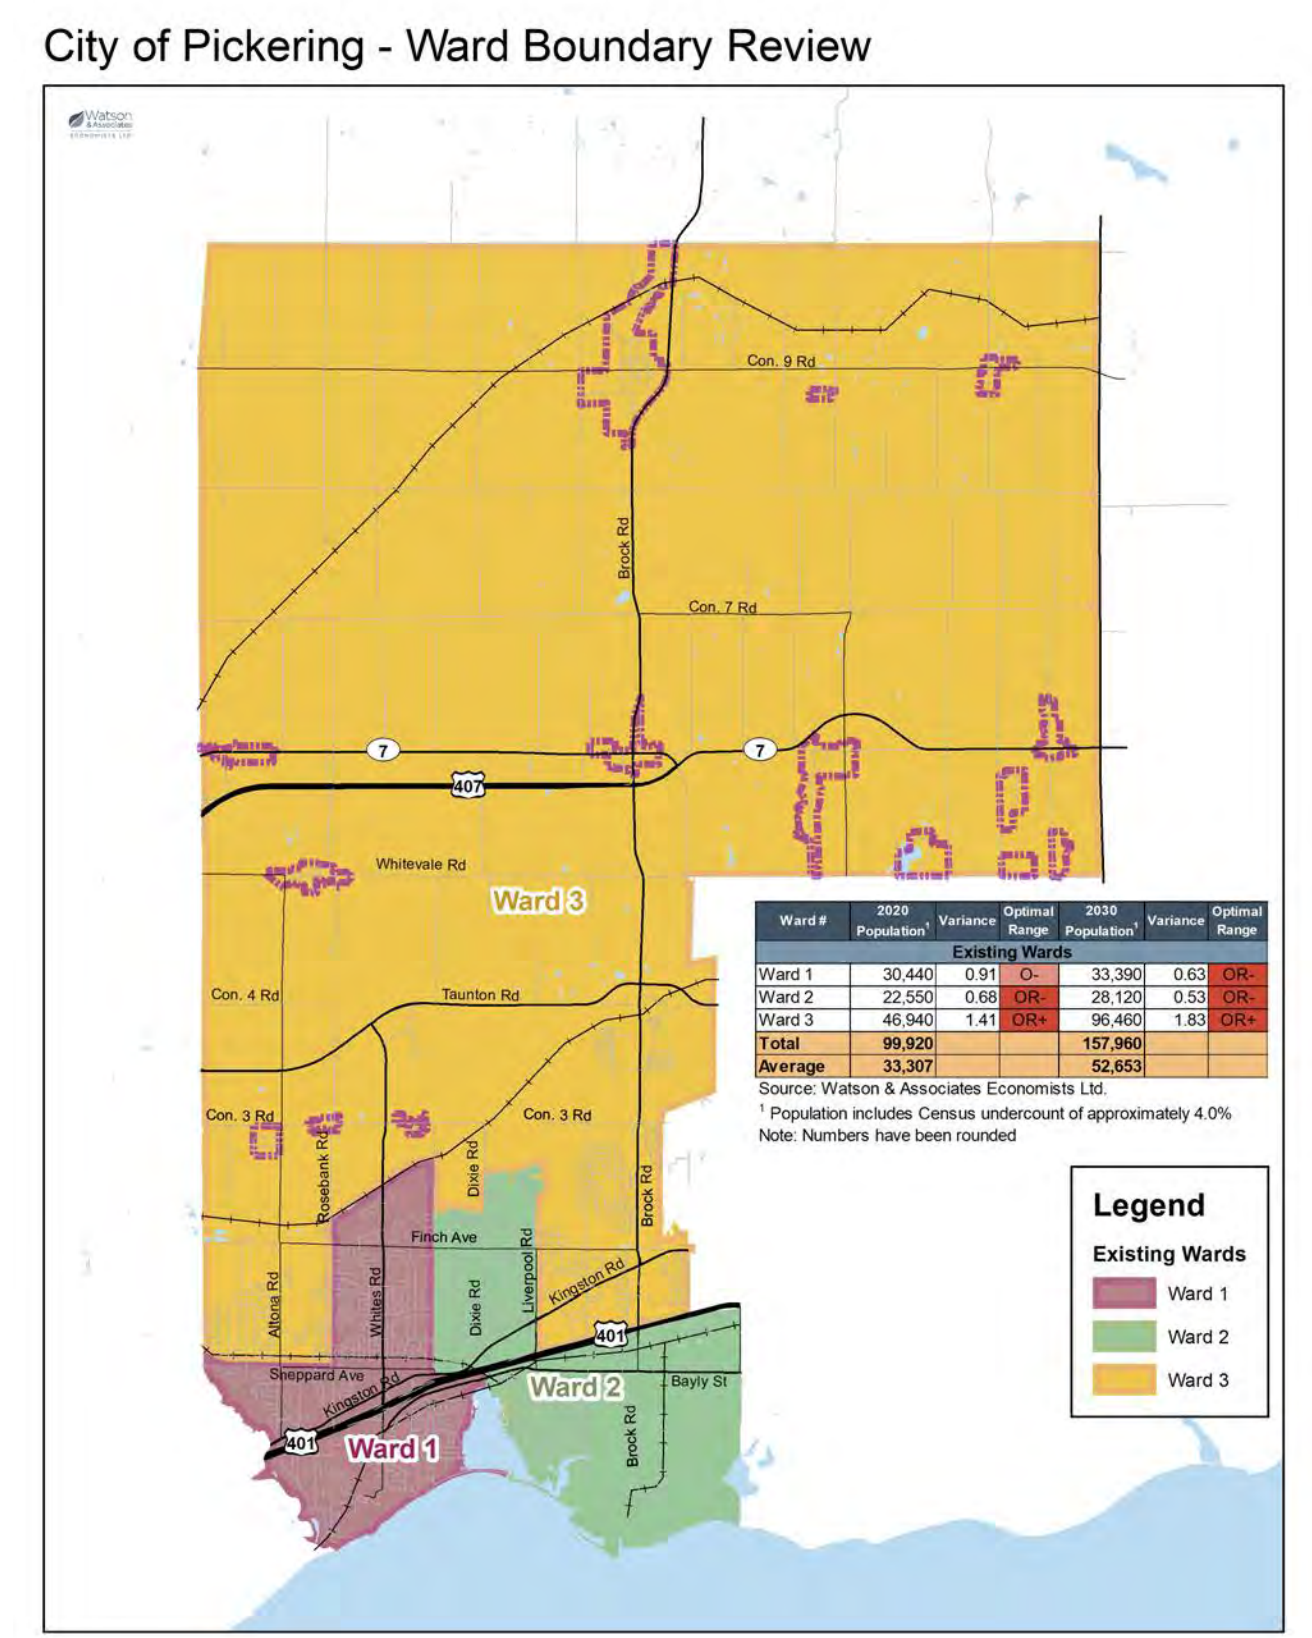 City of Pickering - Ward Boundary Review
Watson
& Associates
ECONOMISTS LTD.
Con. 9 Rd
Brock Rd
Con. 7 Rd
7
7
407
Whitevale Rd
Ward 3
Con. 4 Rd
Taunton Rd
Con. 3 Rd
Con. 3 Rd
Rosebank Rd
Dixie Rd
Brock Rd
Finch Ave
Altona Rd
Whites Rd
Dixie Rd
Liverpool Rd
Kingston Rd
401
Sheppard Ave
Kingston Rd
Ward 2
Bayly St
Brock Rd
401
Ward 1
Ward # 2020 Population¹ Variance Optimal Range 2030 Population¹ Variance Optimal Range
Existing Wards
Ward 1 30,440 0.91 O- 33,390 0.63 OR-
Ward 2 22,550 0.68 OR- 28,120 0.53 OR-
Ward 3 46,940 1.41 OR+ 96,460 1.83 OR+
Total 99,920 157,960
Average 33,307 52,653
Source: Watson & Associates Economists Ltd.
¹ Population includes Census undercount of approximately 4.0%
Note: Numbers have been rounded
Legend
Existing Wards
Ward 1
Ward 2
Ward 3